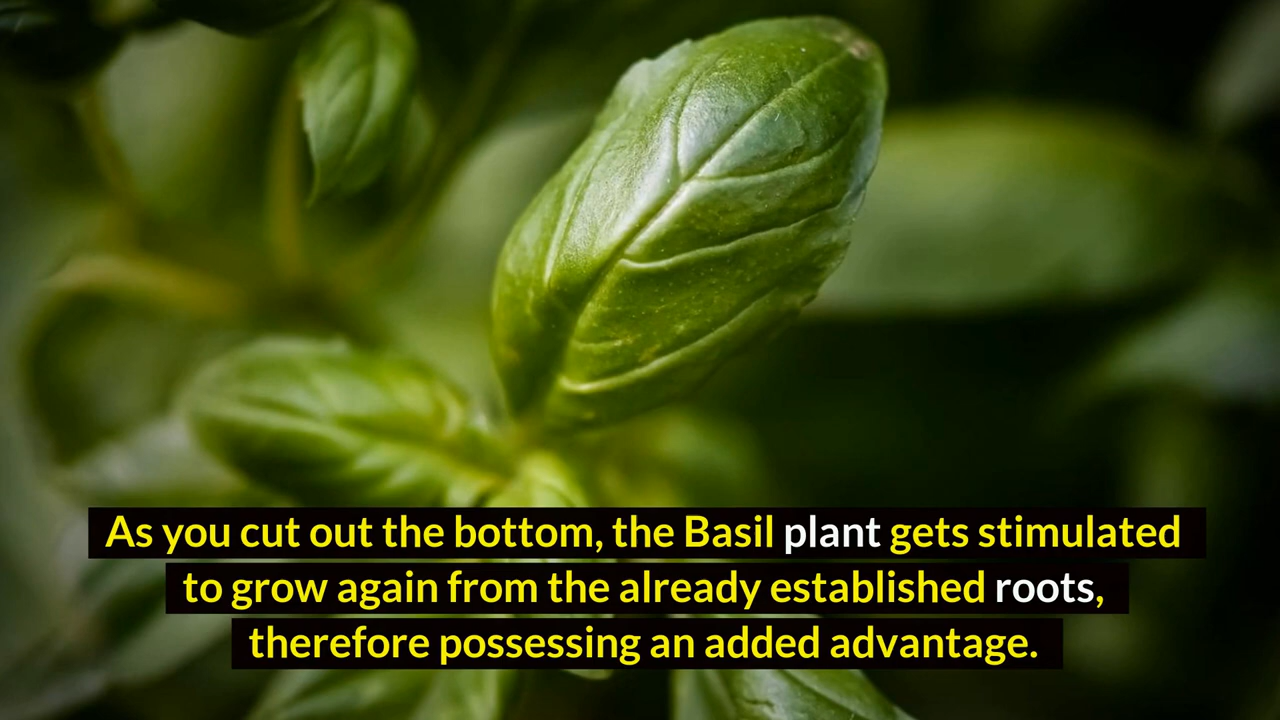 As you cut out the bottom, the Basil plant gets stimulated
to grow again from the already established roots,
therefore possessing an added advantage.